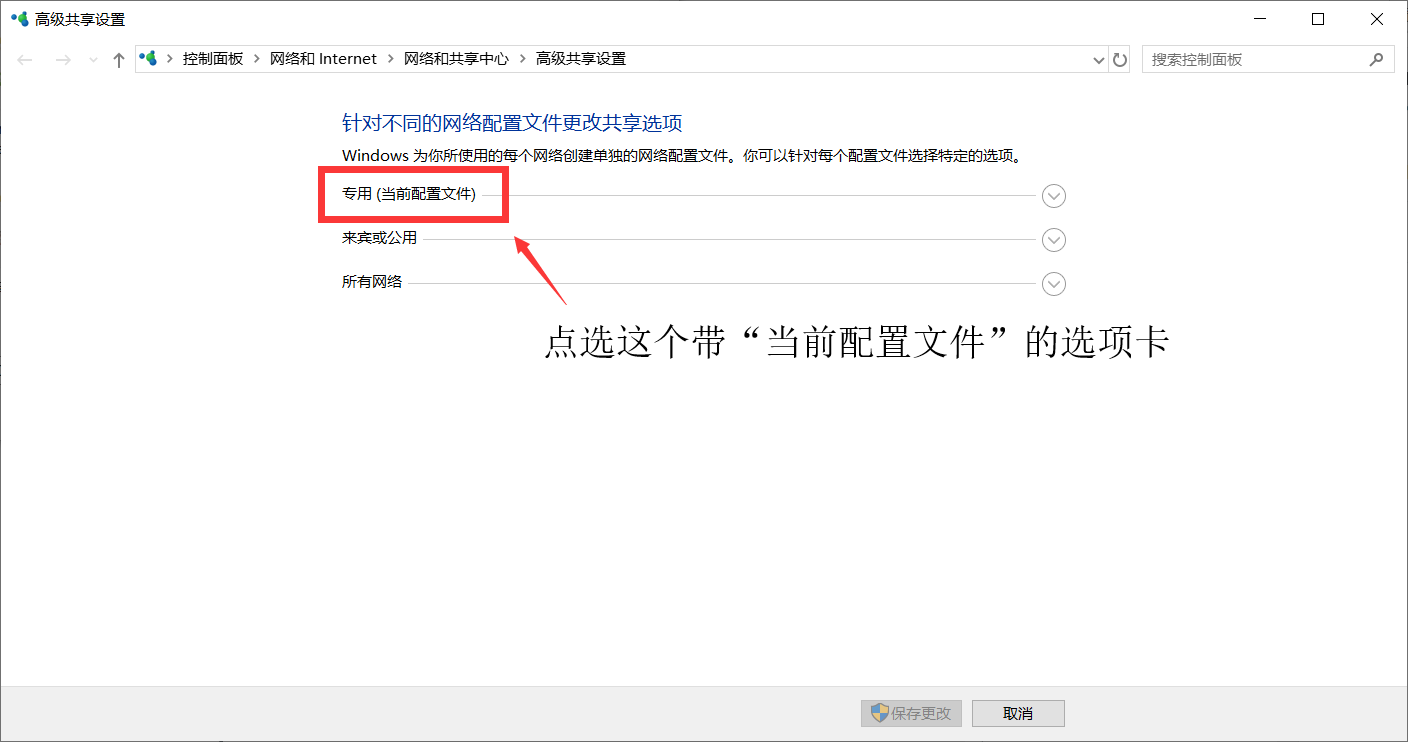 高级共享设置
控制面板 网络和 Internet 网络和共享中心 高级共享设置
搜索控制面板
针对不同的网络配置文件更改共享选项
Windows 为你所使用的每个网络创建单独的网络配置文件。你可以针对每个配置文件选择特定的选项。
专用 (当前配置文件)
来宾或公用
所有网络
点选这个带“当前配置文件”的选项卡
保存更改
取消